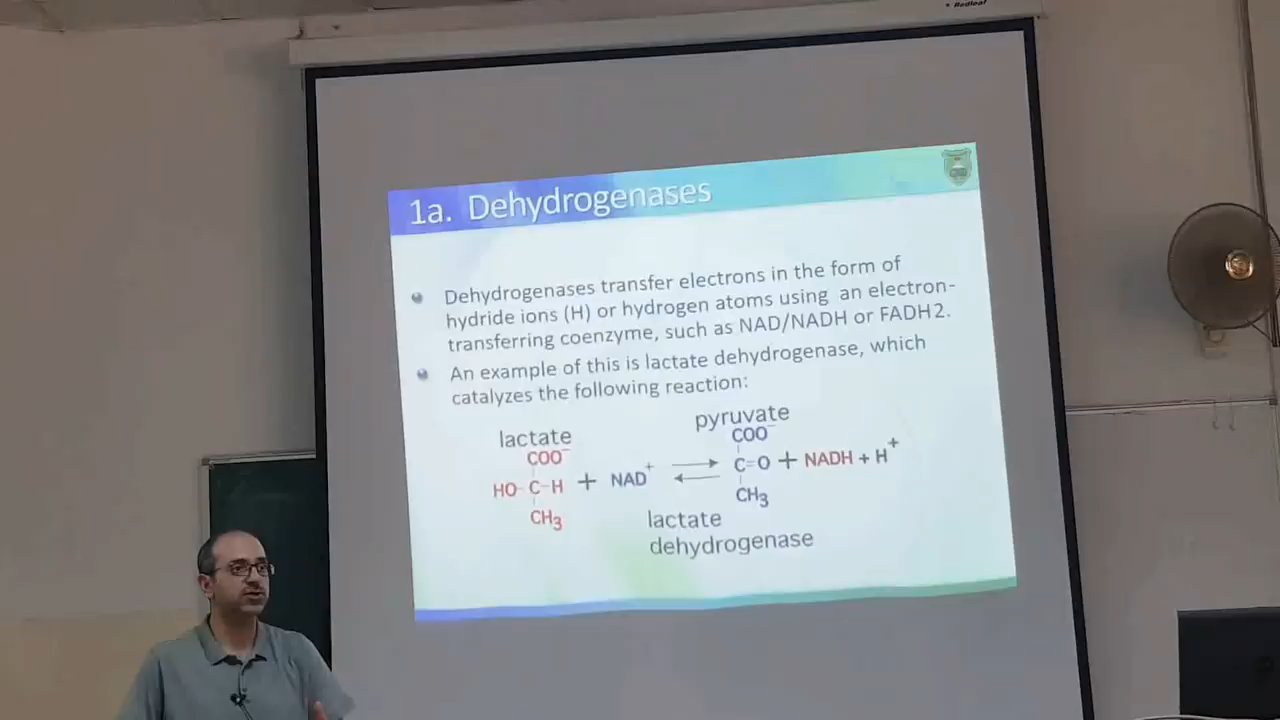 Redleaf
1a. Dehydrogenases
Dehydrogenases transfer electrons in the form of
hydride ions (H) or hydrogen atoms using an electron-
transferring coenzyme, such as NAD/NADH or FADH2.
An example of this is lactate dehydrogenase, which
catalyzes the following reaction:
lactate
COO⁻
HO C-H
CH₃
+ NAD⁺
pyruvate
COO⁻
C=O
CH₃
+ NADH + H⁺
lactate
dehydrogenase